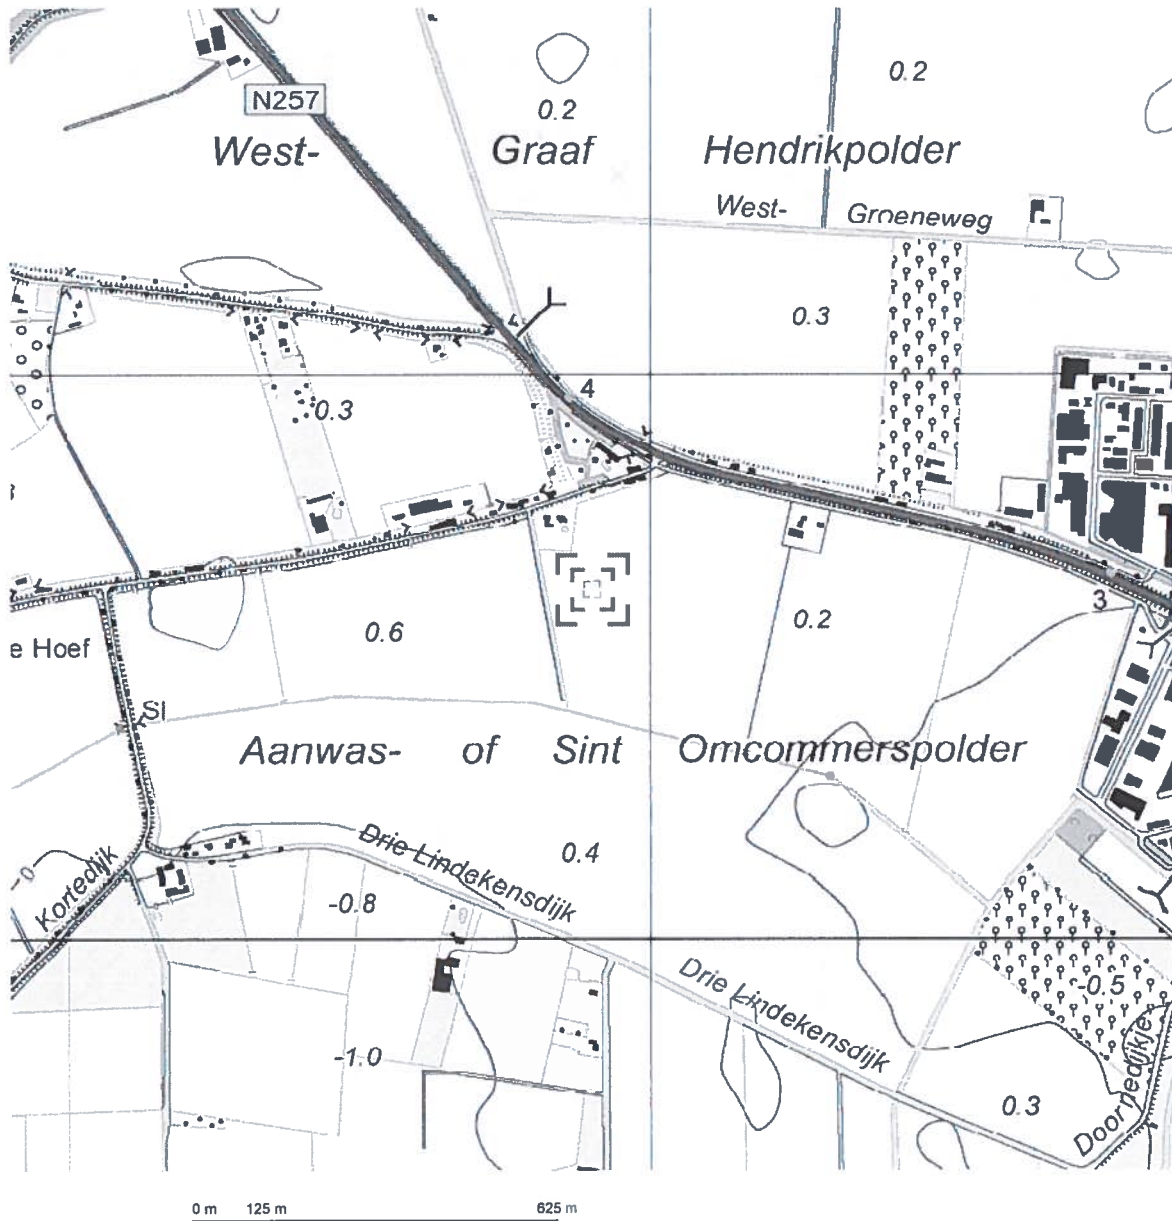 0.2
N257
0.2
West- Graaf Hendrikpolder
West- Groeneweg
0.3
4
4
0.3
3
0.6
0.2
e Hoef
Sl
Aanwas- of Sint Omcommerspolder
Drie Lindekensdijk
0.4
Kortedijk
0
-0.8
Drie Lindekensdijk
-0.5
-1.0
0.3
Doornedijkje
0 m 125 m 625 m